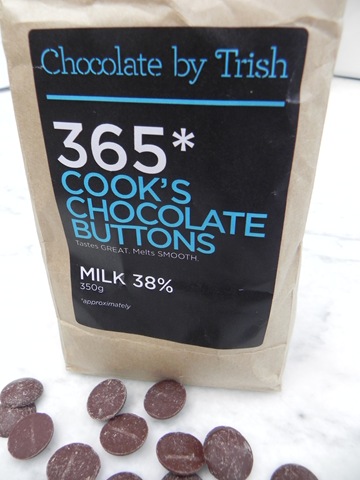 Chocolate by Trish
365*
COOK'S
CHOCOLATE
BUTTONS
Tastes GREAT. Melts SMOOTH.
MILK 38%
350g
*approximately